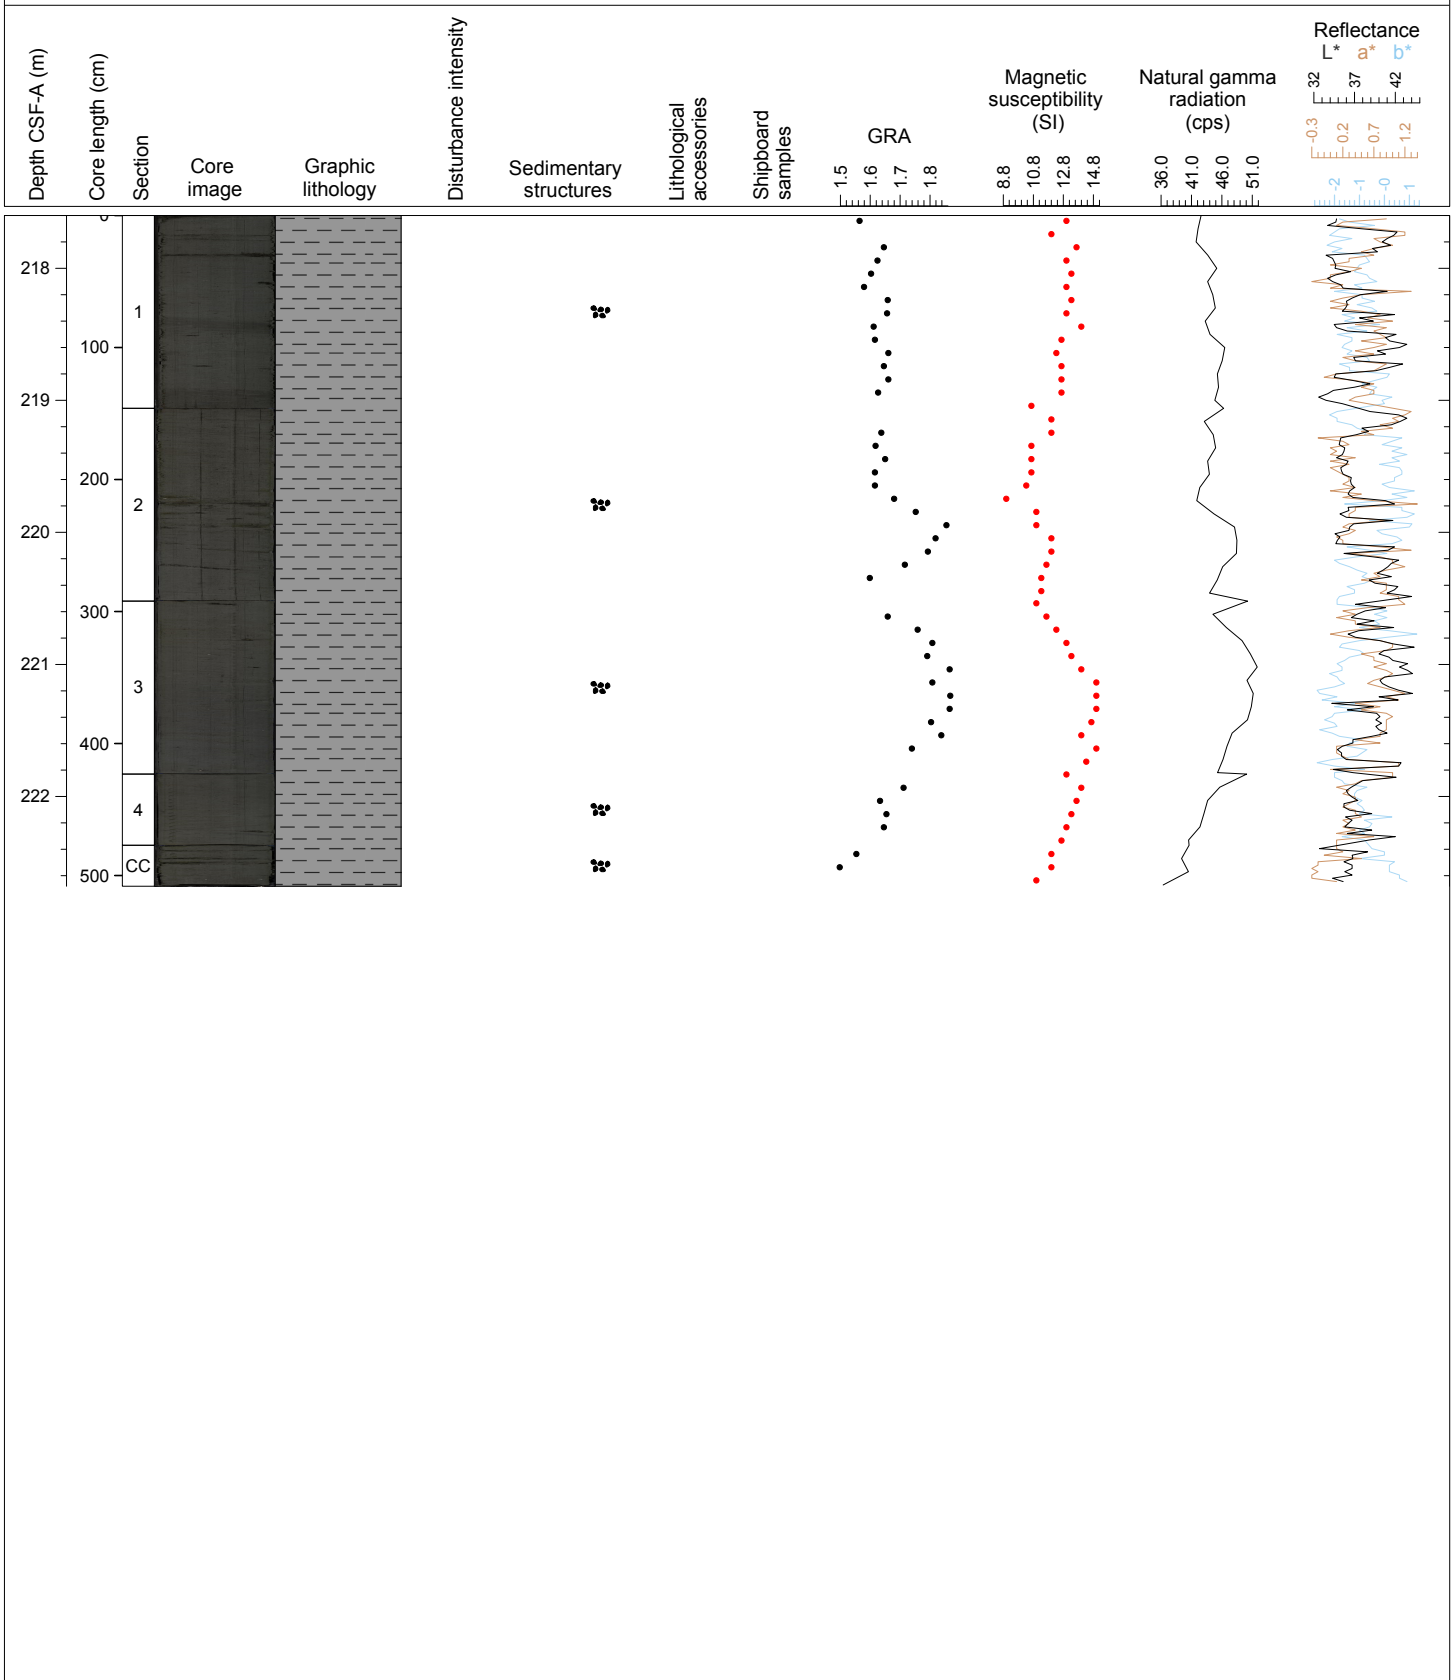 Depth CSF-A (m)
Core length (cm)
Section
Core
image
Graphic
lithology
Disturbance intensity
Sedimentary
structures
Lithological
accessories
Shipboard
samples
GRA
1.5
1.6
1.7
1.8
Magnetic
susceptibility
(SI)
8.8
10.8
12.8
14.8
Natural gamma
radiation
(cps)
36.0
41.0
46.0
51.0
Reflectance
L* a* b*
32
37
42
-0.3
0.2
0.7
1.2
-2
-1
-0
1
0
218
1
100
219
200
2
220
300
221
3
400
222
4
CC
500